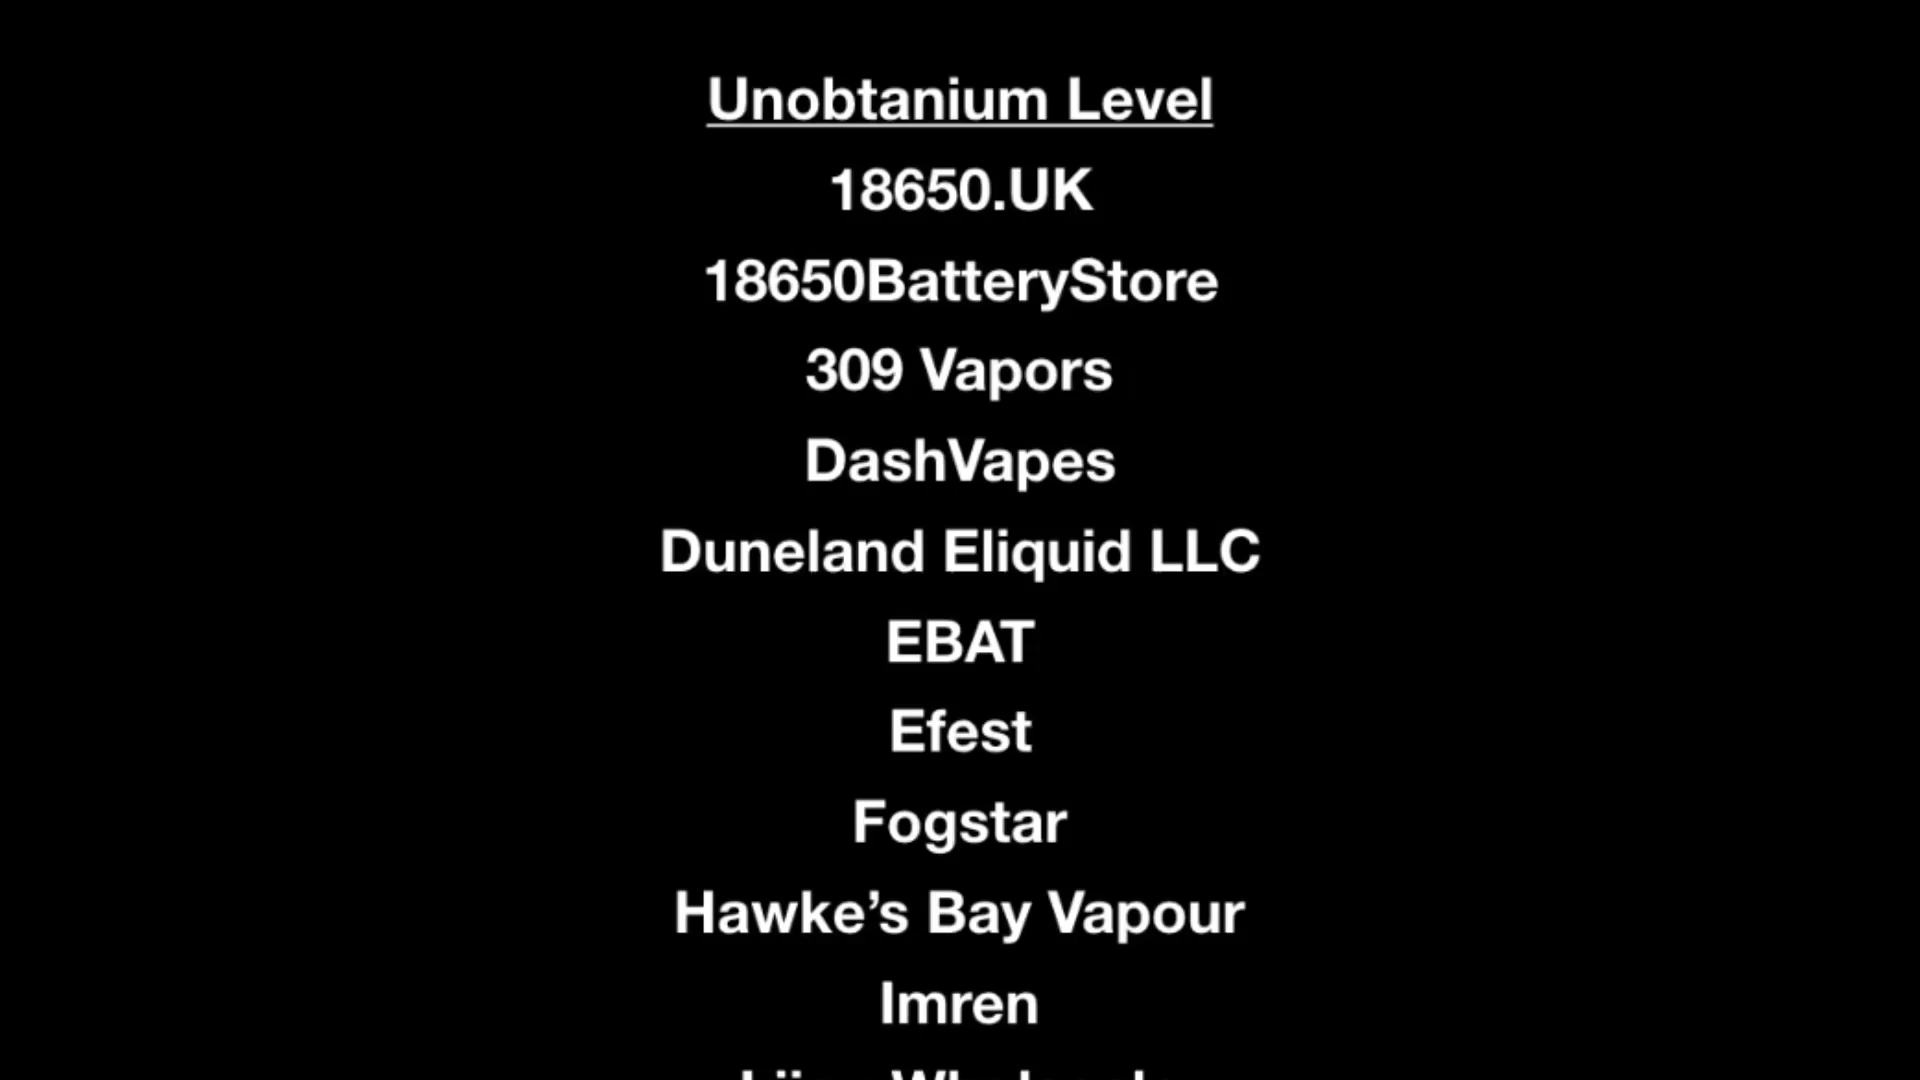 Unobtanium Level
18650.UK
18650BatteryStore
309 Vapors
DashVapes
Duneland Eliquid LLC
EBAT
Efest
Fogstar
Hawke’s Bay Vapour
Imren